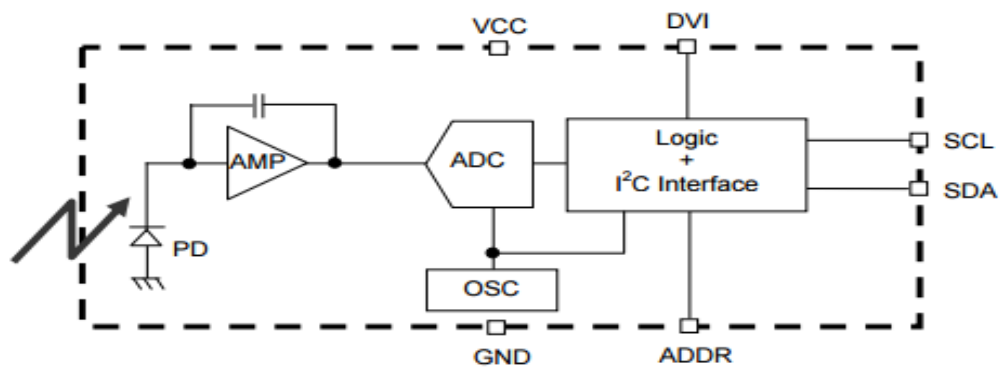 VCC
DVI
AMP
ADC
Logic
+
I²C Interface
SCL
SDA
PD
OSC
GND
ADDR